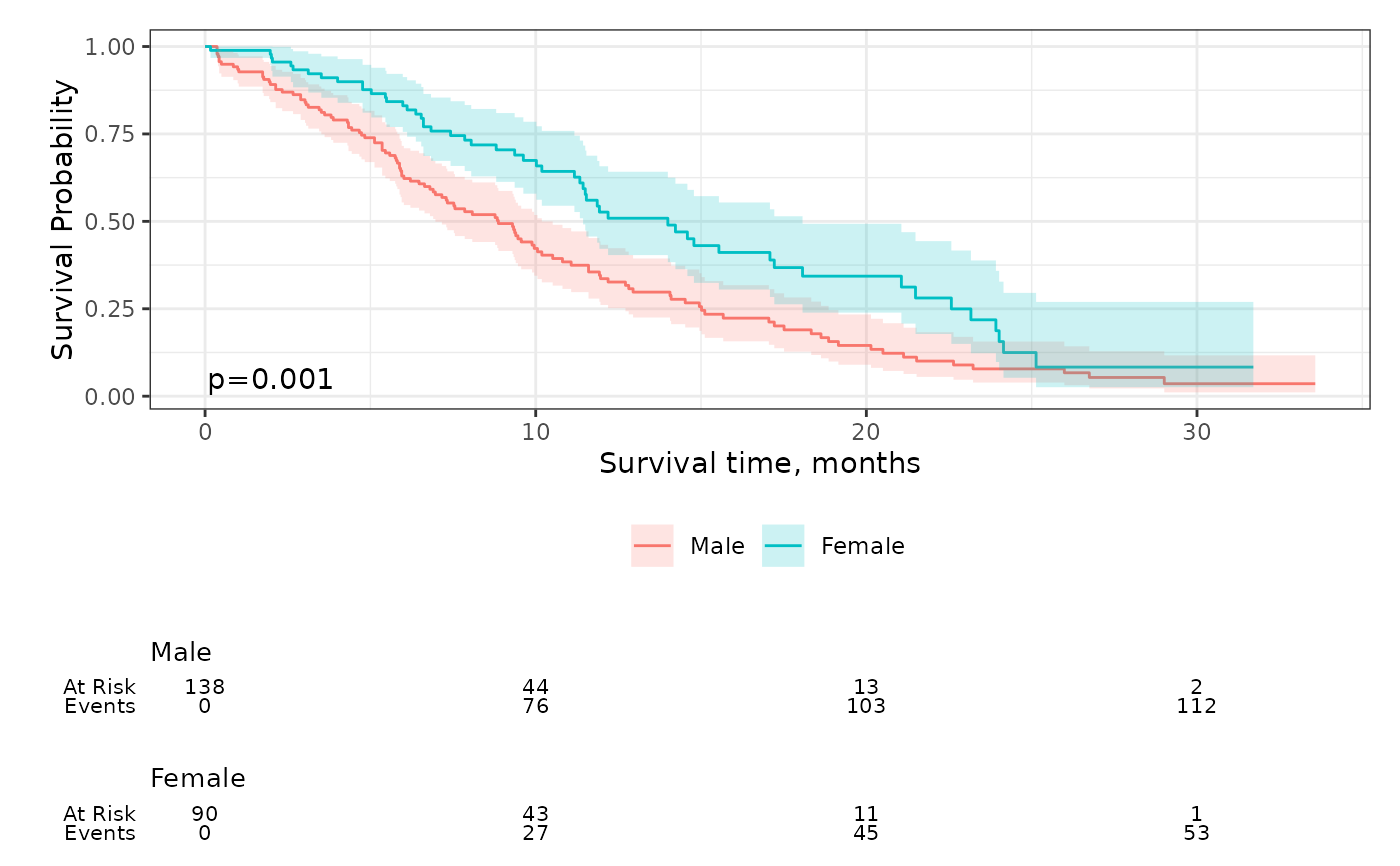 1.00
0.75
0.50
0.25
0.00
Survival Probability
p=0.001
0 10 20 30
Survival time, months
Male Female
Male
At Risk 138 44 13 2
Events 0 76 103 112
Female
At Risk 90 43 11 1
Events 0 27 45 53